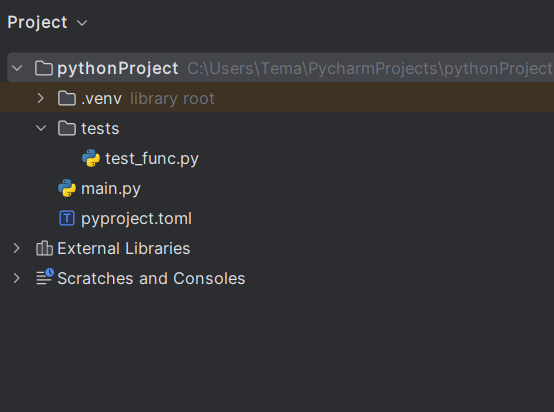 Project
pythonProject C:\Users\Tema\PycharmProjects\pythonProject
.venv library root
tests
test_func.py
main.py
pyproject.toml
External Libraries
Scratches and Consoles